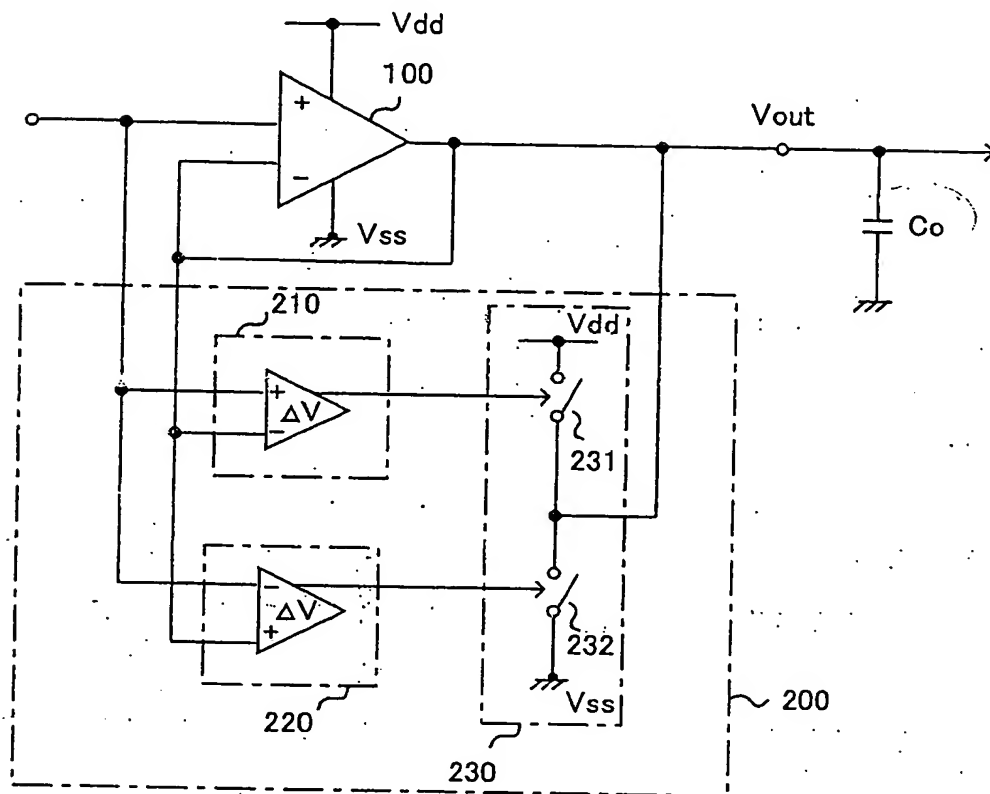 Vdd
100
+
Vout
−
Vss
Co
210
Vdd
+
ΔV
−
231
−
ΔV
+
232
Vss
200
220
230